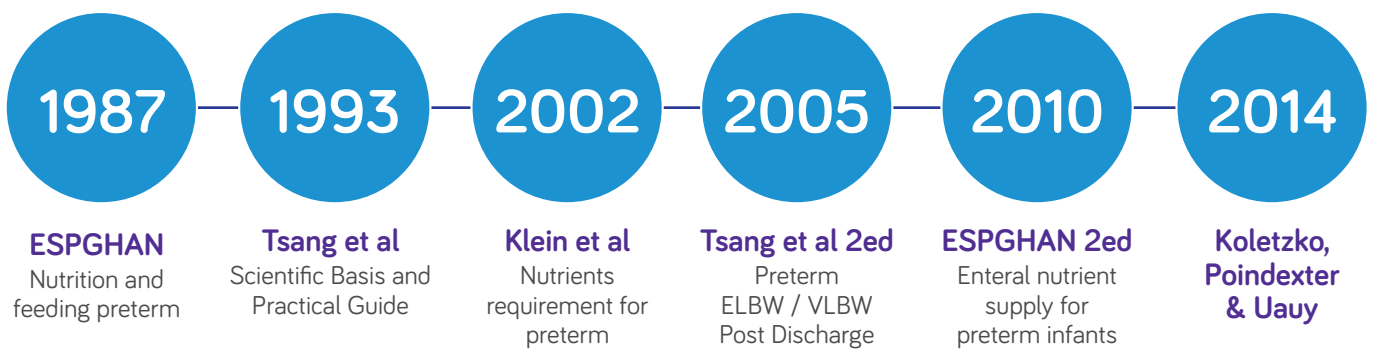 1987
1993
2002
2005
2010
2014
ESPGHAN
Nutrition and
feeding preterm
Tsang et al
Scientific Basis and
Practical Guide
Klein et al
Nutrients
requirement for
preterm
Tsang et al 2ed
Preterm
ELBW / VLBW
Post Discharge
ESPGHAN 2ed
Enteral nutrient
supply for
preterm infants
Koletzko,
Poindexter
& Uauy